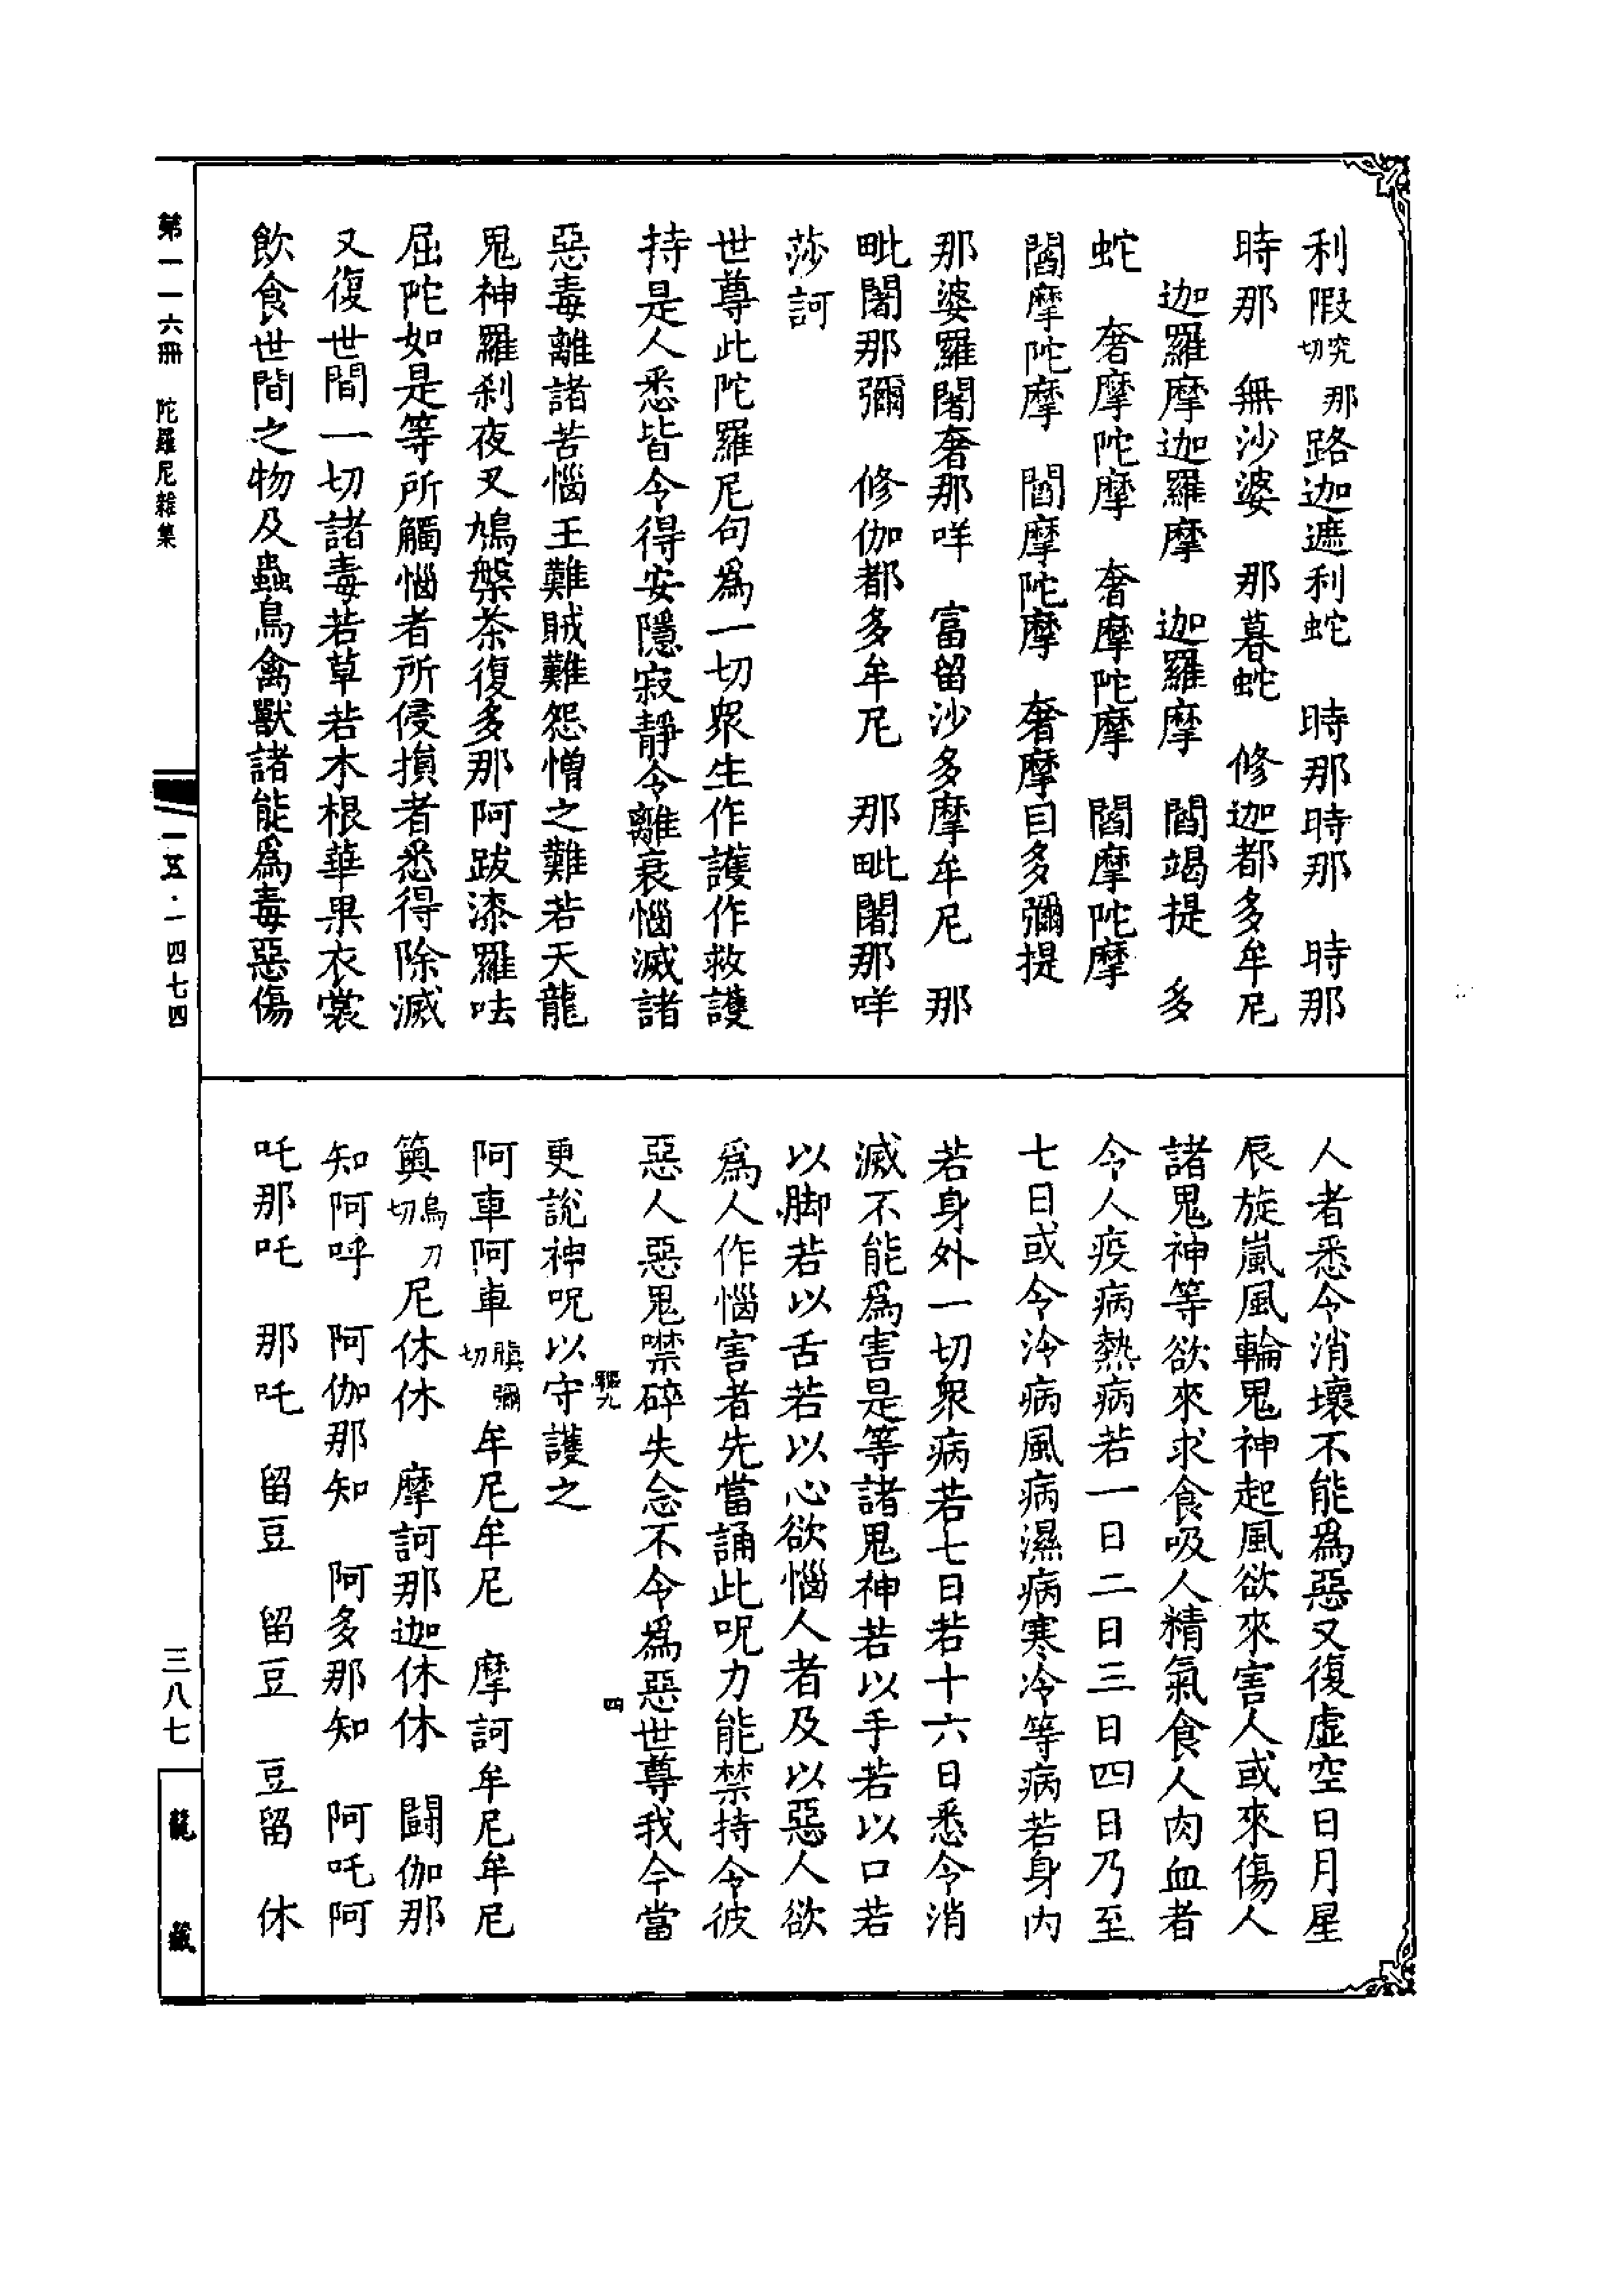 利睱究那切路迦遮利蛇　時那時那　時那
時那　無沙婆　那暮蛇　修迦都多牟尼
迦羅摩迦羅摩　迦羅摩　閻竭提　多
蛇　奢摩陀摩　奢摩陀摩　閻摩陀摩
閻摩陀摩　閻摩陀摩　奢摩目多彌提
那婆羅闍奢那咩　富留沙多摩牟尼　那
毗闍那彌　修伽都多牟尼　那毗闍那咩
莎訶
世尊此陀羅尼句爲一切眾生作護作救護
持是人悉皆令得安隱寂靜令離衰惱滅諸
惡毒離諸苦惱王難賊難怨憎之難若天龍
鬼神羅剎夜叉鳩槃茶復多那阿跋漆羅呿
屈陀如是等所觸惱者所侵損者悉得除滅
又復世間一切諸毒若草若木根華果衣裳
飲食世間之物及蟲鳥禽獸諸能爲毒惡傷
人者悉令消壞不能爲惡又復虛空日月星
辰旋嵐風輪鬼神起風欲來害人或來傷人
諸鬼神等欲來求食吸人精氣食人肉血者
令人疫病熱病若一日二日三日四日乃至
七日或令冷病風病濕病寒冷等病若身內
若身外一切眾病若七日若十六日悉令消
滅不能爲害是等諸鬼神若以手若以口若
以脚若以舌若以心欲惱人者及以惡人欲
爲人作惱害者先當誦此呪力能禁持令彼
惡人惡鬼噤碎失念不令爲惡世尊我今當
四
更說神呪以守護之
阿車阿車彌切牟尼牟尼　摩訶牟尼牟尼
烏刀切尼休休　摩訶那迦休休　鬪伽那
知阿呼　阿伽那知　阿多那知　阿吒阿
吒那吒　那吒　留豆　留豆　豆留　休
第一一六冊　陀羅尼雜集
一五·一四七四
三八七
龍藏